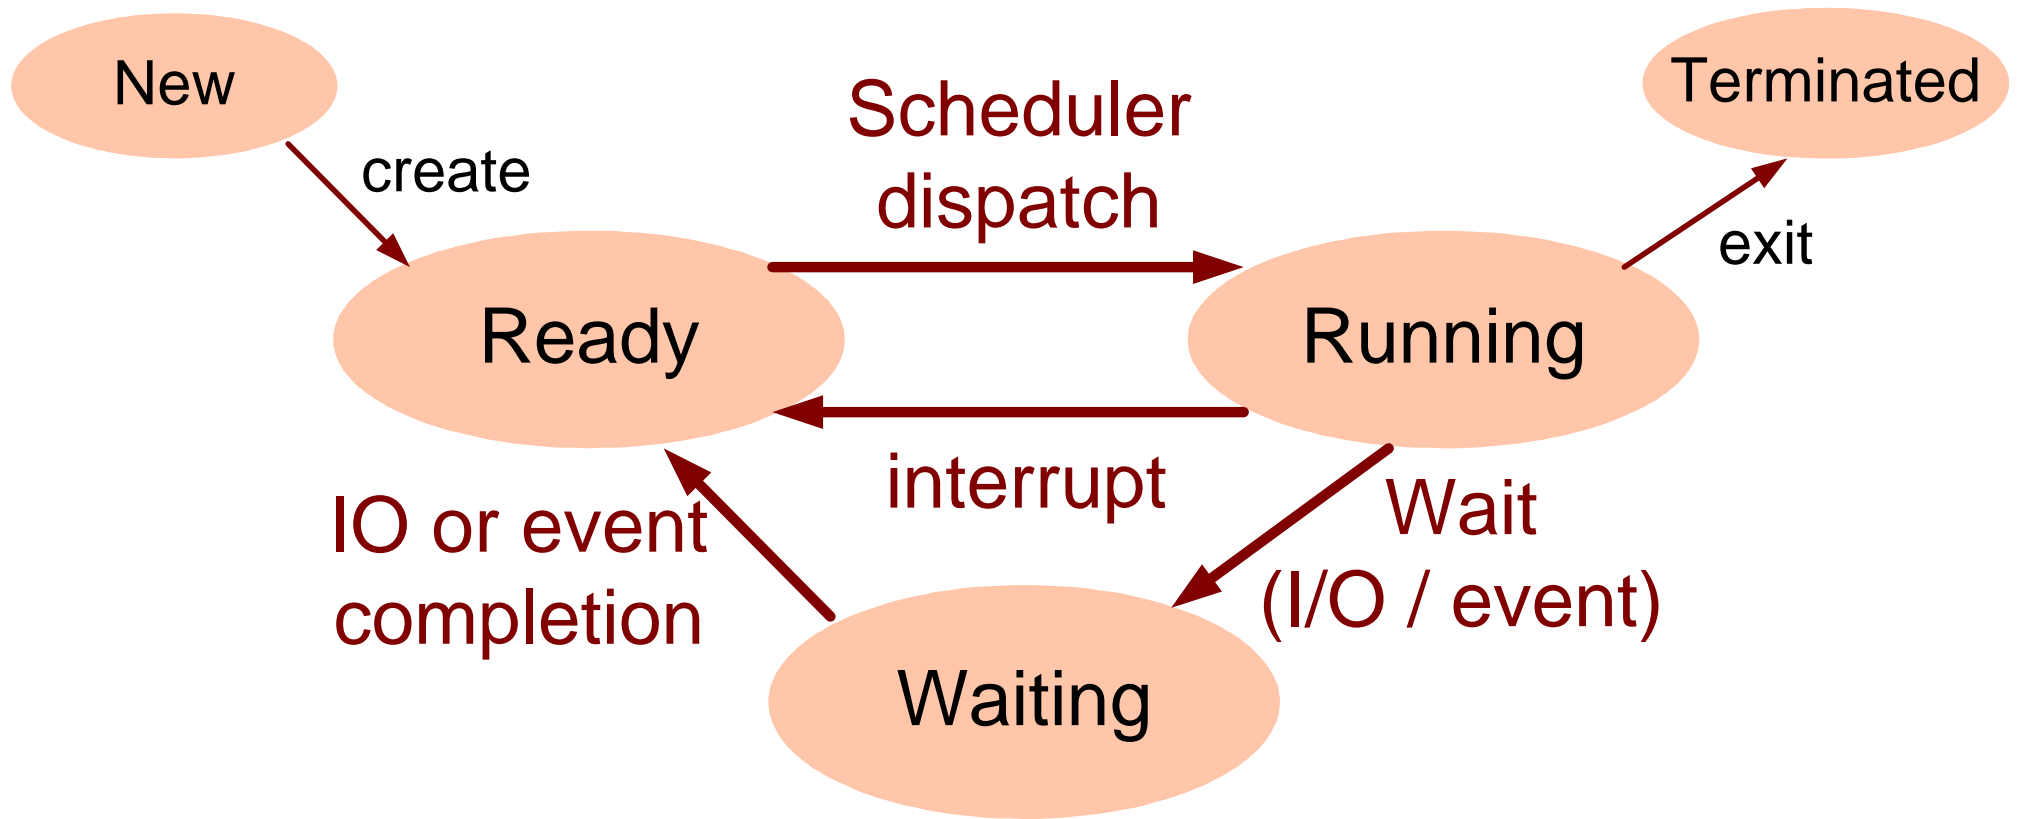 New
Terminated
Scheduler
dispatch
create
exit
Ready
Running
interrupt
Wait
(I/O / event)
IO or event
completion
Waiting